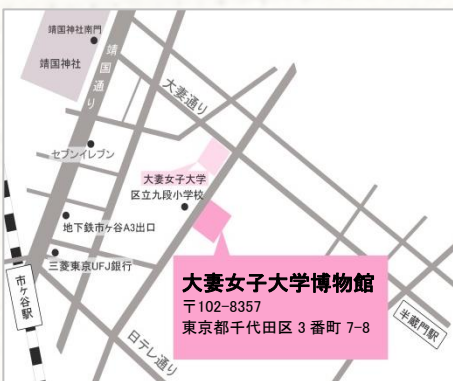 靖国神社南門
靖国神社
靖国通り
大妻通り
セブンイレブン
大妻女子大学
区立九段小学校
地下鉄市ヶ谷A3出口
三菱東京UFJ銀行
市ヶ谷駅
大妻女子大学博物館
〒102-8357
東京都千代田区 3 番町 7-8
半蔵門駅
日テレ通り